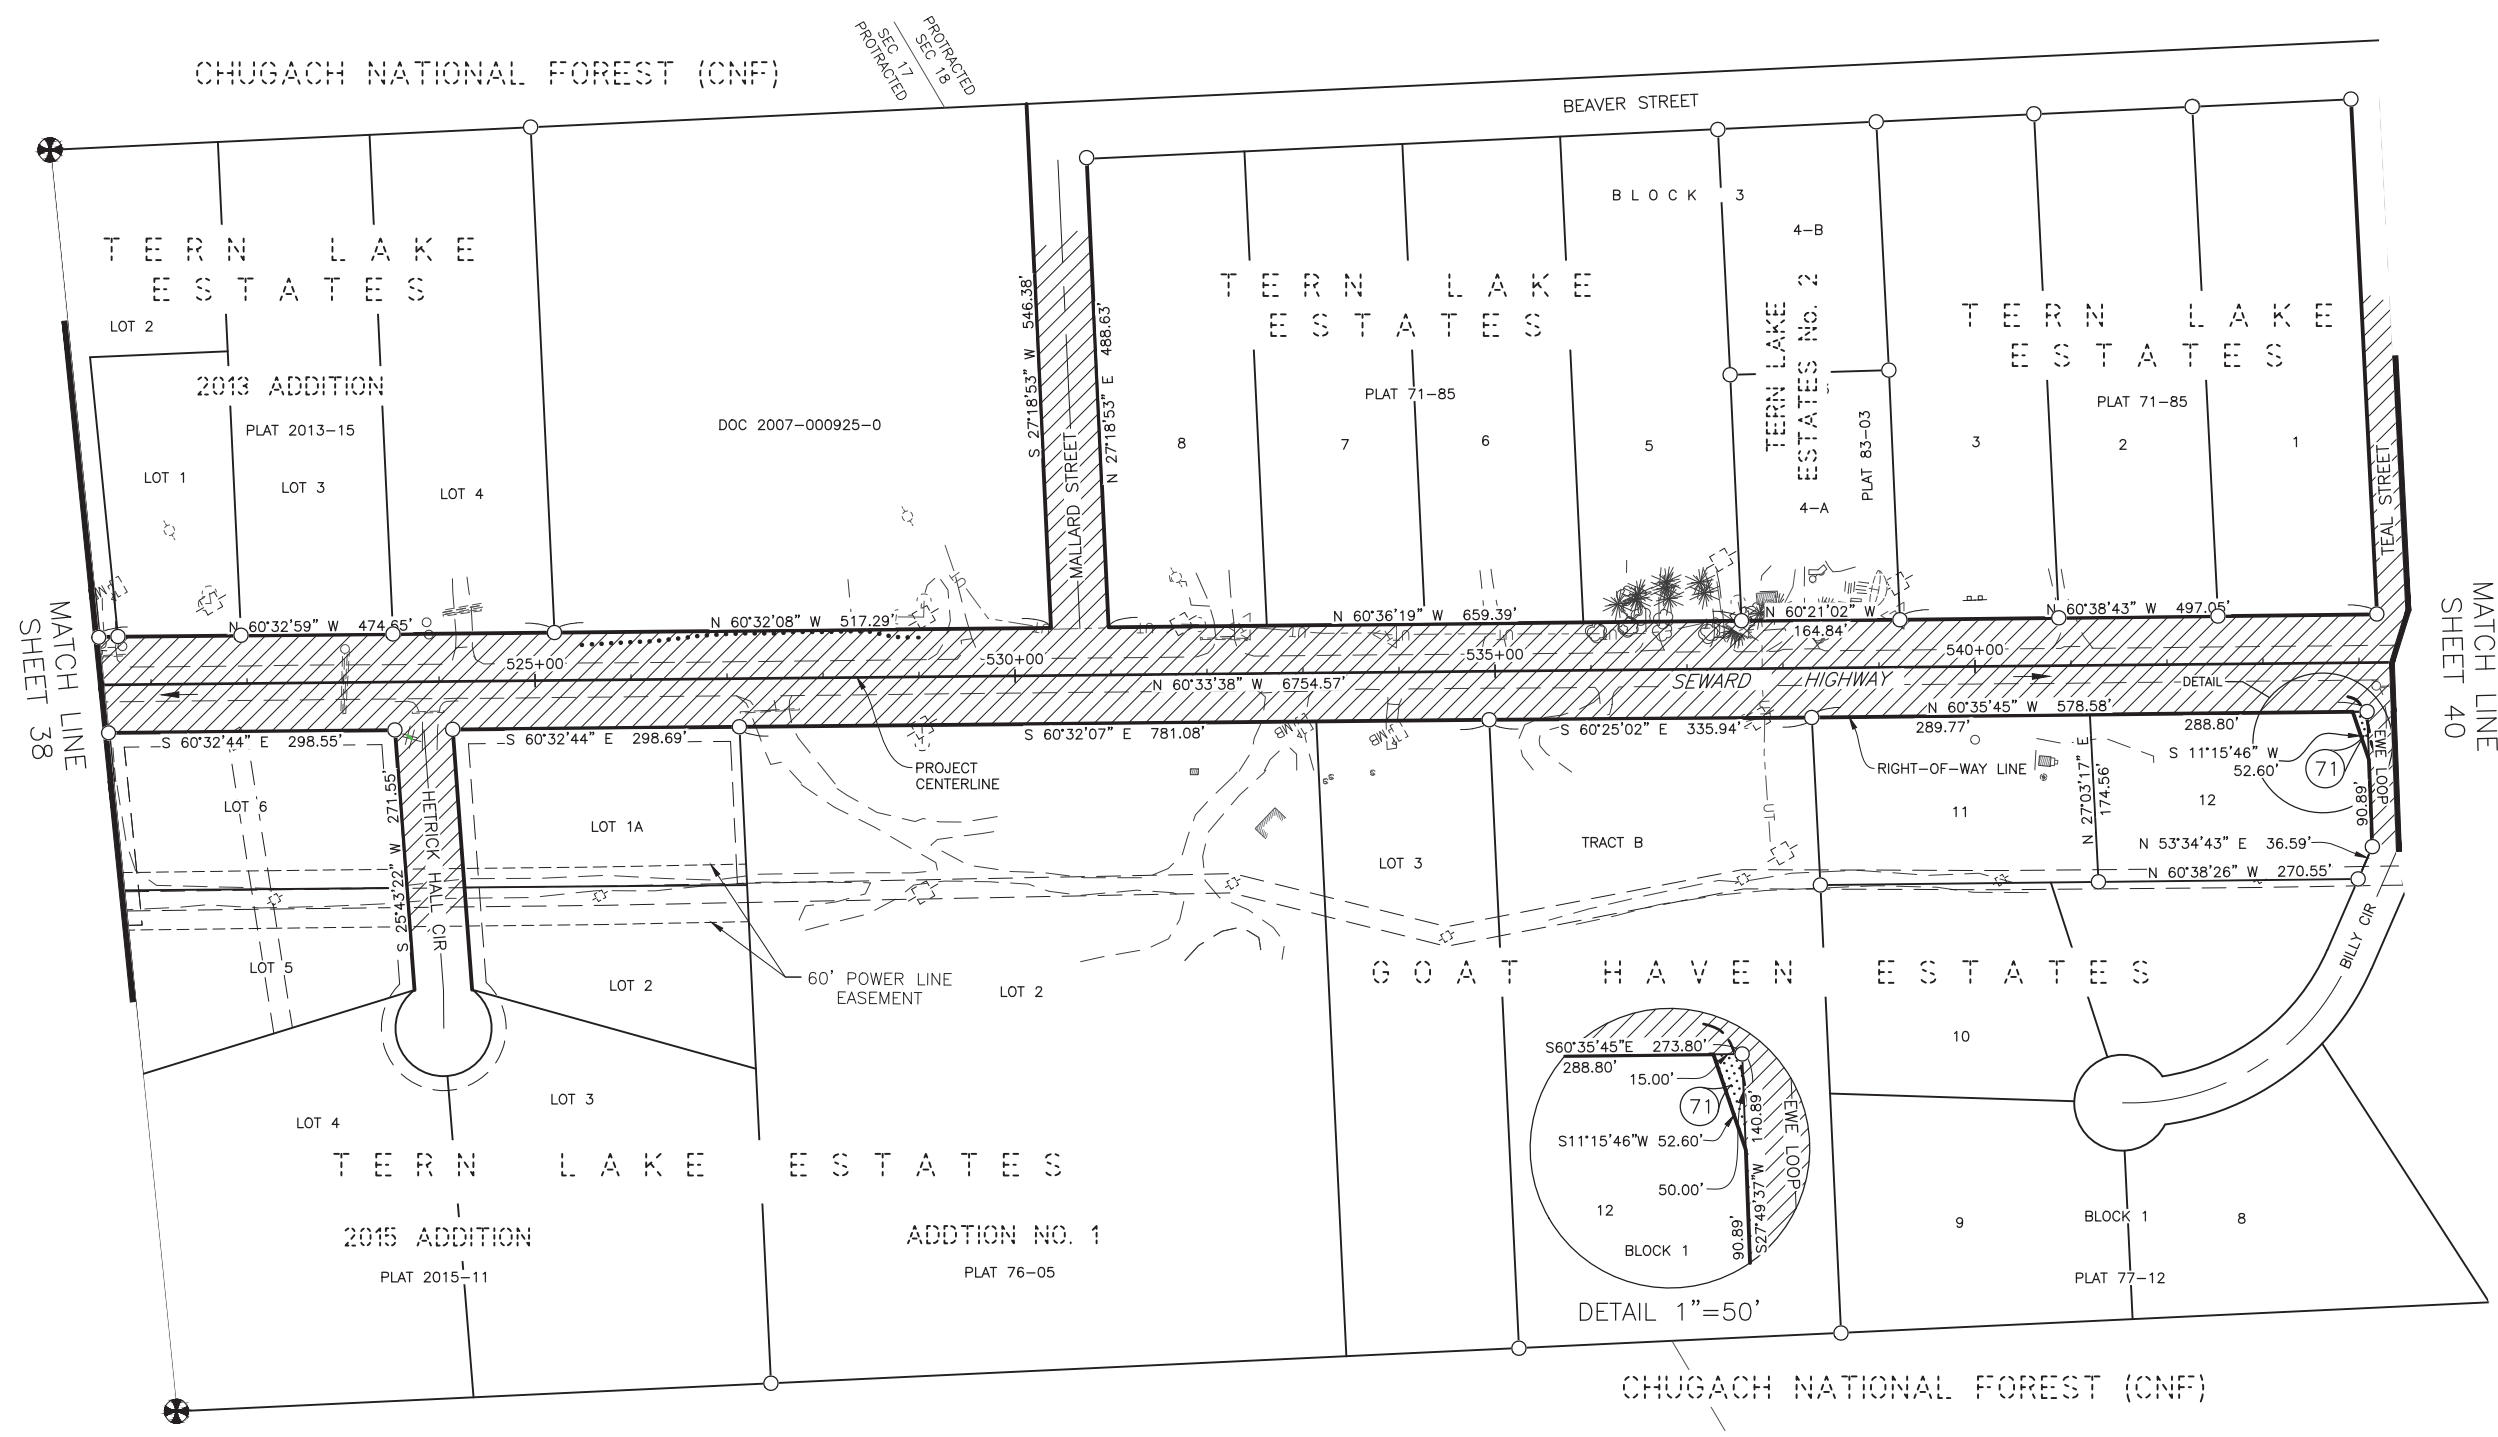 CHUGACH NATIONAL FOREST (CNF)
PROTRACTED
SEC 17
SEC 18
PROTRACTED
BEAVER STREET
TERN LAKE
ESTATES
LOT 2
2013 ADDITION
PLAT 2013-15
LOT 1
LOT 3
LOT 4
DOC 2007-000925-0
S 27°18'53" W 546.38'
MALLARD STREET
N 27°18'53" E 488.63'
TERN LAKE
ESTATES
PLAT 71-85
8
7
6
5
BLOCK 3
4-B
TERN LAKE
ESTATES No. 2
PLAT 83-03
4-A
TERN LAKE
ESTATES
PLAT 71-85
3
2
1
TEAL STREET
MATCH LINE
SHEET 38
MATCH LINE
SHEET 40
N 60°32'59" W 474.65'
N 60°32'08" W 517.29'
N 60°36'19" W 659.39'
N 60°21'02" W
164.84'
N 60°38'43" W 497.05'
525+00
530+00
535+00
540+00
N 60°33'38" W 6754.57'
SEWARD HIGHWAY
DETAIL
S 60°32'44" E 298.55'
S 60°32'44" E 298.69'
S 60°32'07" E 781.08'
S 60°25'02" E 335.94'
N 60°35'45" W 578.58'
289.77'
288.80'
PROJECT
CENTERLINE
RIGHT-OF-WAY LINE
S 11°15'46" W
52.60'
71
EWE LOOP
90.89'
N 27°03'17" E
174.56'
N 53°34'43" E 36.59'
N 60°38'26" W 270.55'
LOT 6
271.55'
S 25°43'22" W
HETRICK HALL CIR
LOT 1A
LOT 5
LOT 2
60' POWER LINE
EASEMENT
LOT 2
LOT 3
TRACT B
11
12
UT
BILLY CIR
GOAT HAVEN ESTATES
10
LOT 4
LOT 3
TERN LAKE ESTATES
2015 ADDITION
PLAT 2015-11
ADDTION NO. 1
PLAT 76-05
S60°35'45"E 273.80'
288.80'
15.00'
71
S11°15'46"W 52.60'
140.89'
EWE LOOP
50.00'
S27°49'37"W
90.89'
12
BLOCK 1
DETAIL 1"=50'
9
BLOCK 1
8
PLAT 77-12
CHUGACH NATIONAL FOREST (CNF)